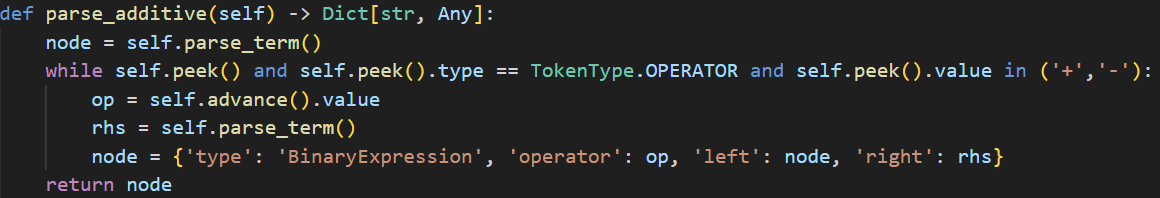 def parse_additive(self) -> Dict[str, Any]:
    node = self.parse_term()
    while self.peek() and self.peek().type == TokenType.OPERATOR and self.peek().value in ('+','-'):
        op = self.advance().value
        rhs = self.parse_term()
        node = {'type': 'BinaryExpression', 'operator': op, 'left': node, 'right': rhs}
    return node